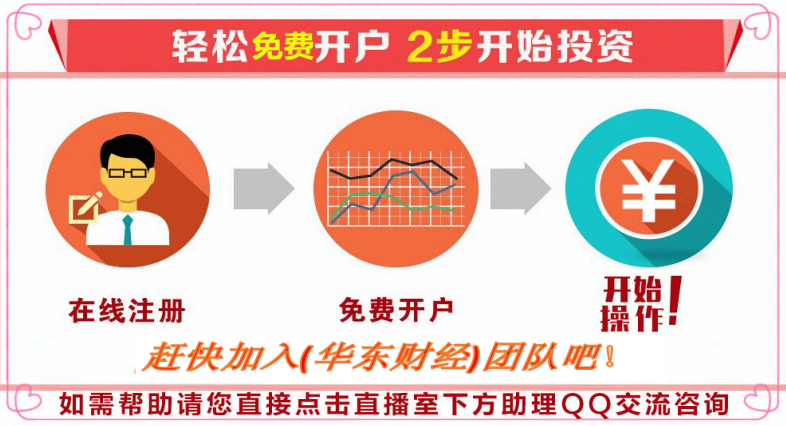 轻松免费开户 2步开始投资
在线注册
免费开户
开始
操作!
赶快加入(华东财经)团队吧!
如需帮助请您直接点击直播室下方助理QQ交流咨询